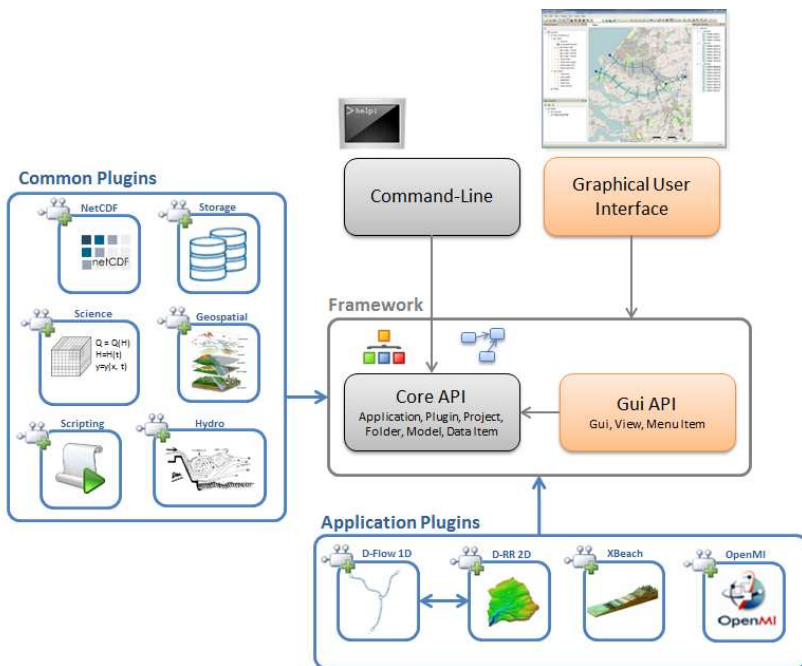 >help:
Command-Line
Graphical User
Interface
Common Plugins
NetCDF
netCDF
Storage
Science
Q = Q(H)
H=H(t)
y=y(x, t)
Geospatial
Scripting
Hydro
Framework
Core API
Application, Plugin, Project,
Folder, Model, Data Item
Gui API
Gui, View, Menu Item
Application Plugins
D-Flow 1D
D-RR 2D
XBeach
OpenMI
OpenMI